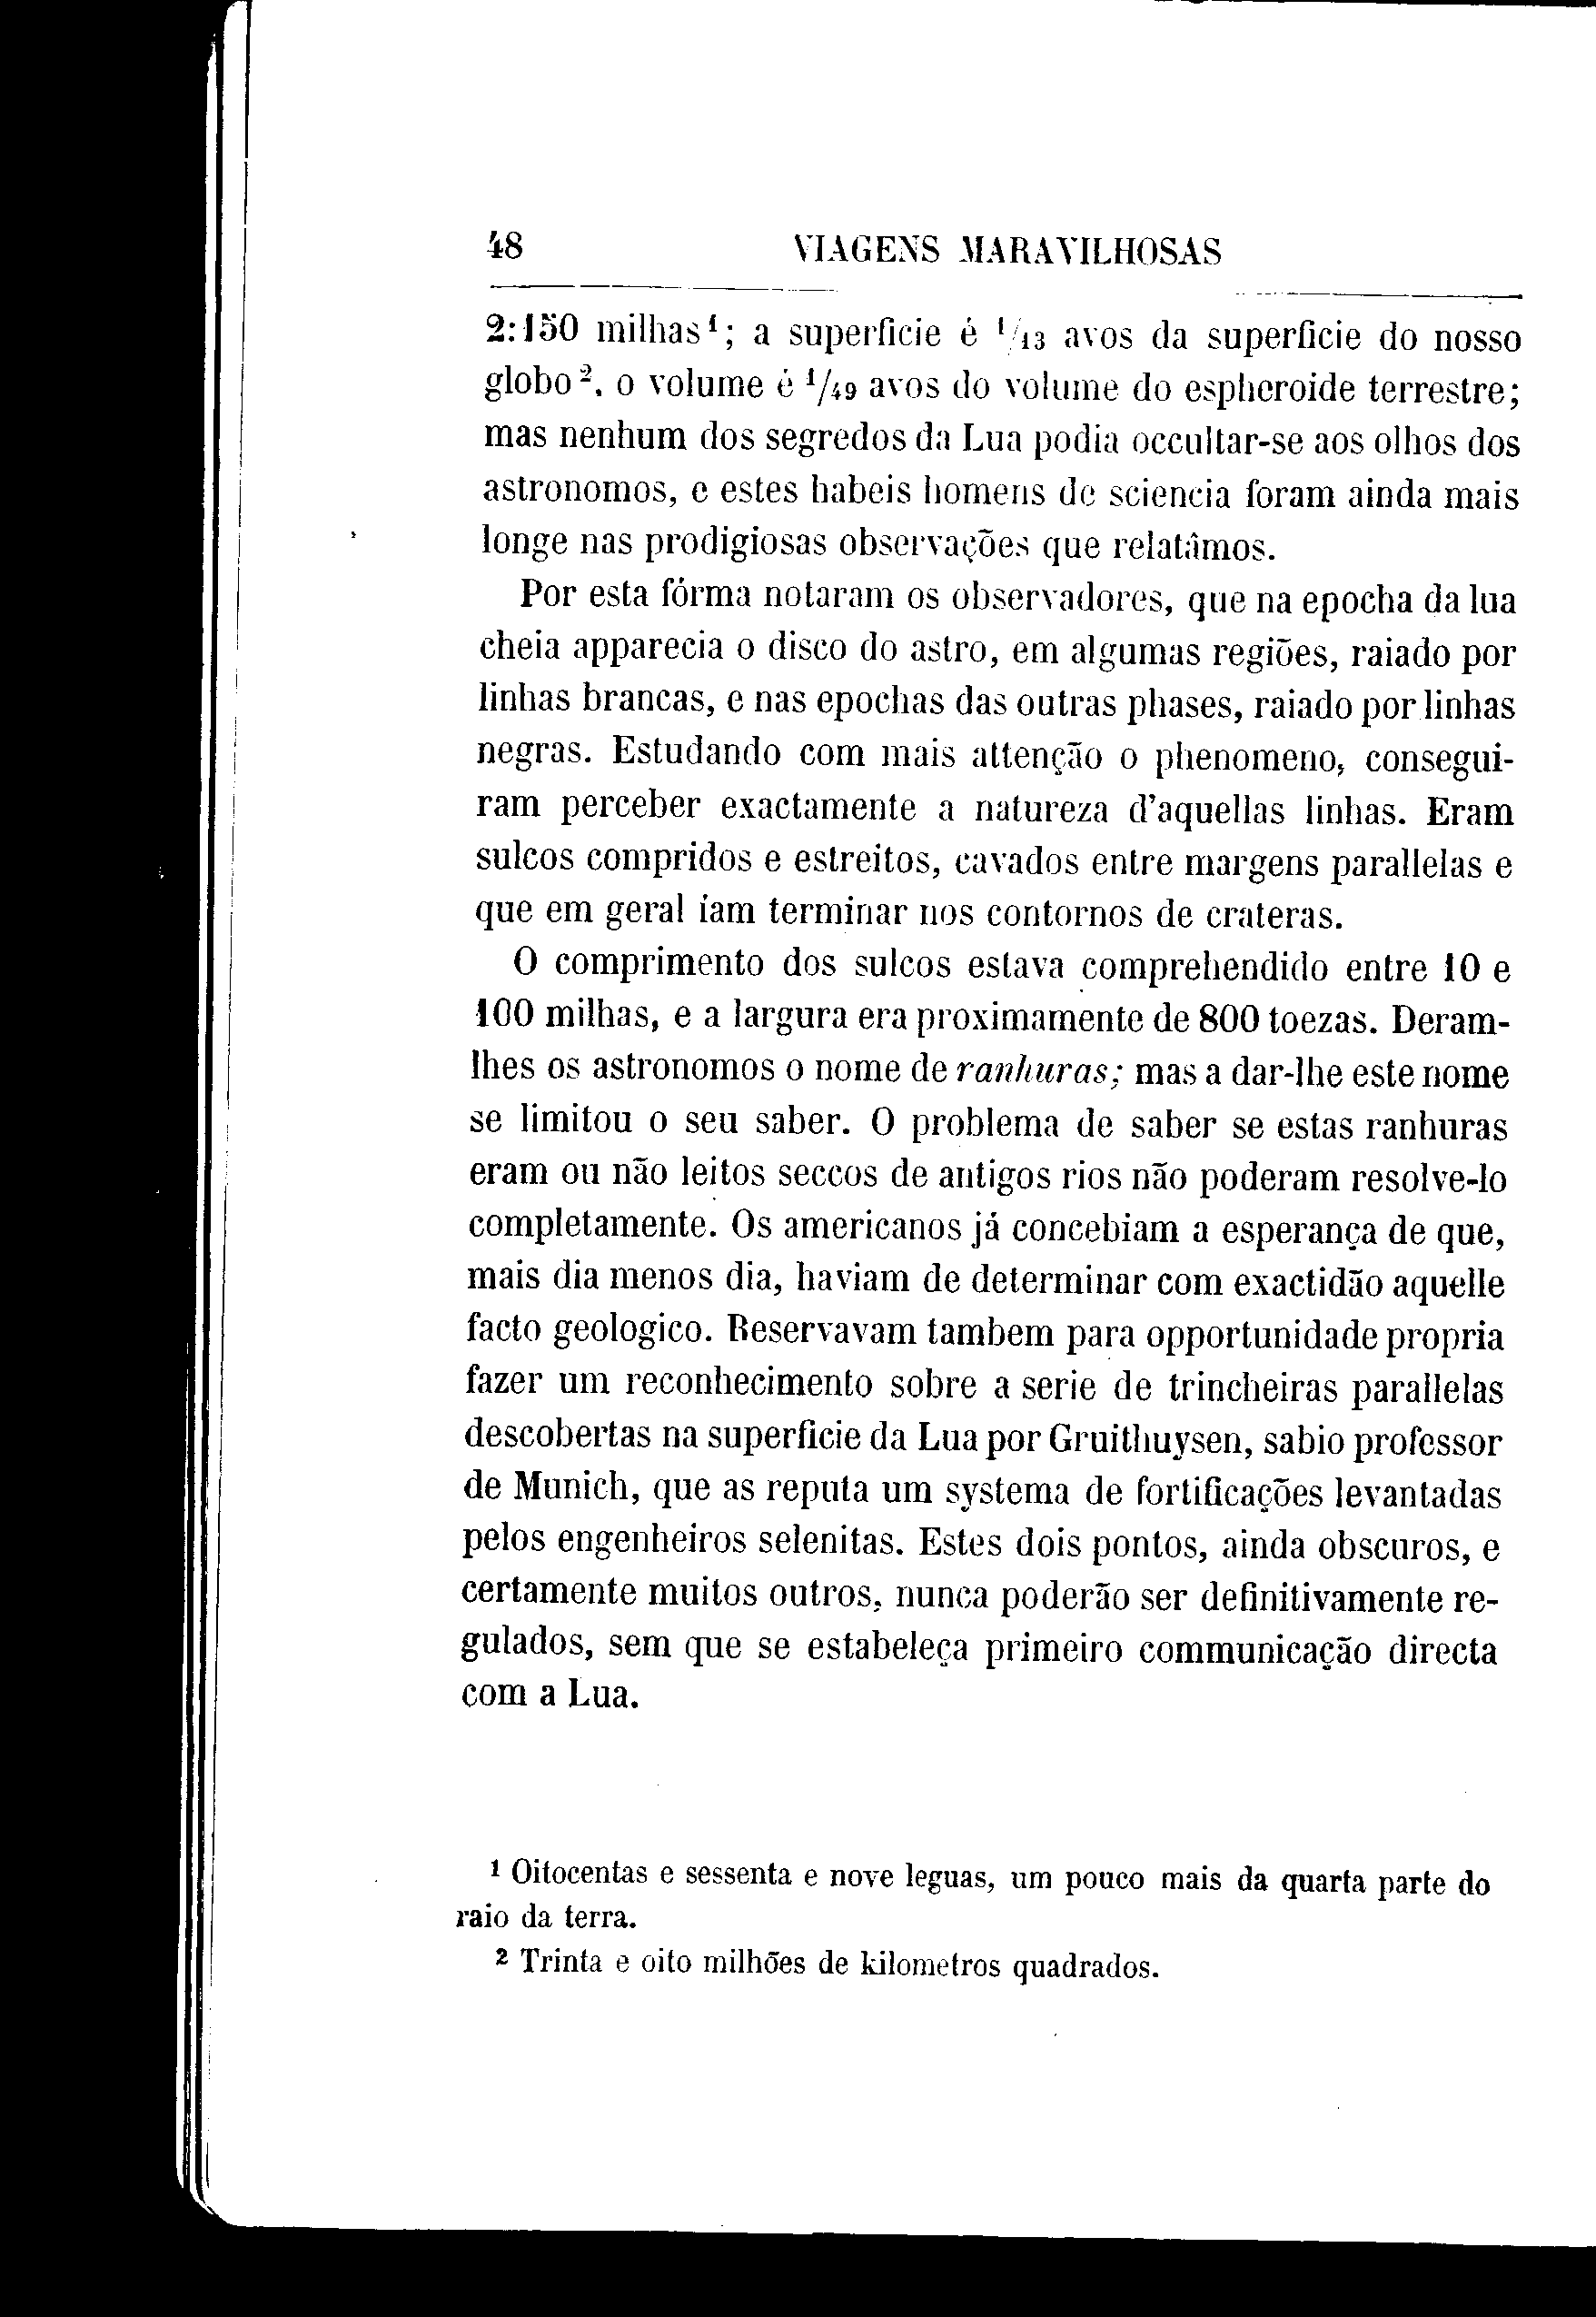 48 VIAGENS MARAVILHOSAS
2:150 milhas¹; a superficie é ¹/13 avos da superficie do nosso
globo², o volume é ¹/49 avos do volume do espheroide terrestre;
mas nenhum dos segredos da Lua podia occultar-se aos olhos dos
astronomos, e estes habeis homens de sciencia foram ainda mais
longe nas prodigiosas observações que relatâmos.
Por esta fórma notaram os observadores, que na epocha da lua
cheia apparecia o disco do astro, em algumas regiões, raiado por
linhas brancas, e nas epochas das outras phases, raiado por linhas
negras. Estudando com mais attenção o phenomeno, consegui-
ram perceber exactamente a natureza d'aquellas linhas. Eram
sulcos compridos e estreitos, cavados entre margens parallelas e
que em geral íam terminar nos contornos de crateras.
O comprimento dos sulcos estava comprehendido entre 10 e
100 milhas, e a largura era proximamente de 800 toezas. Deram-
lhes os astronomos o nome de ranhuras; mas a dar-lhe este nome
se limitou o seu saber. O problema de saber se estas ranhuras
eram ou não leitos seccos de antigos rios não poderam resolve-lo
completamente. Os americanos já concebiam a esperança de que,
mais dia menos dia, haviam de determinar com exactidão aquelle
facto geologico. Reservavam tambem para opportunidade propria
fazer um reconhecimento sobre a serie de trincheiras parallelas
descobertas na superficie da Lua por Gruithuysen, sabio professor
de Munich, que as reputa um systema de fortificações levantadas
pelos engenheiros selenitas. Estes dois pontos, ainda obscuros, e
certamente muitos outros, nunca poderão ser definitivamente re-
gulados, sem que se estabeleça primeiro communicação directa
com a Lua.
¹ Oitocentas e sessenta e nove leguas, um pouco mais da quarta parte do
raio da terra.
² Trinta e oito milhões de kilometros quadrados.